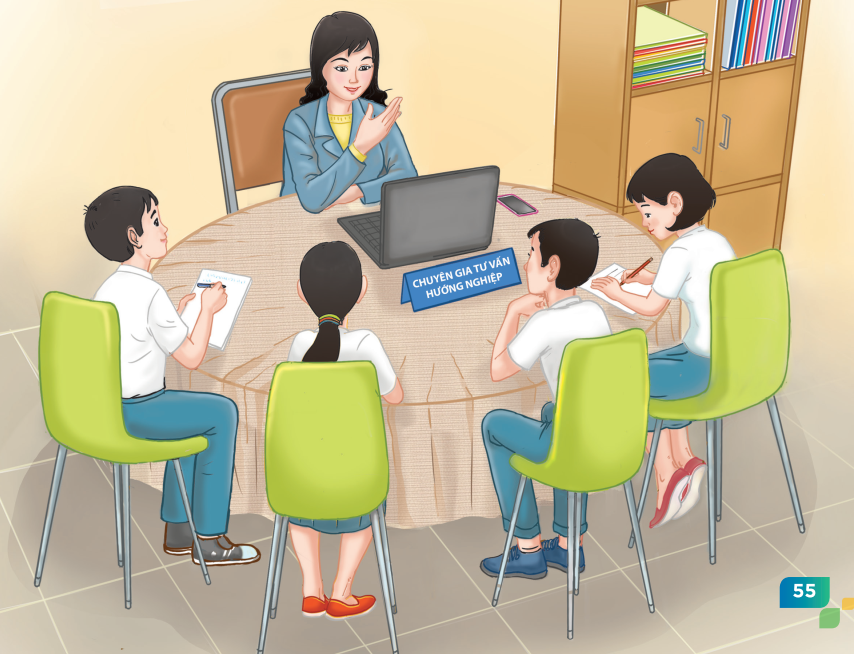 CHUYÊN GIA TƯ VẤN
HƯỚNG NGHIỆP
55